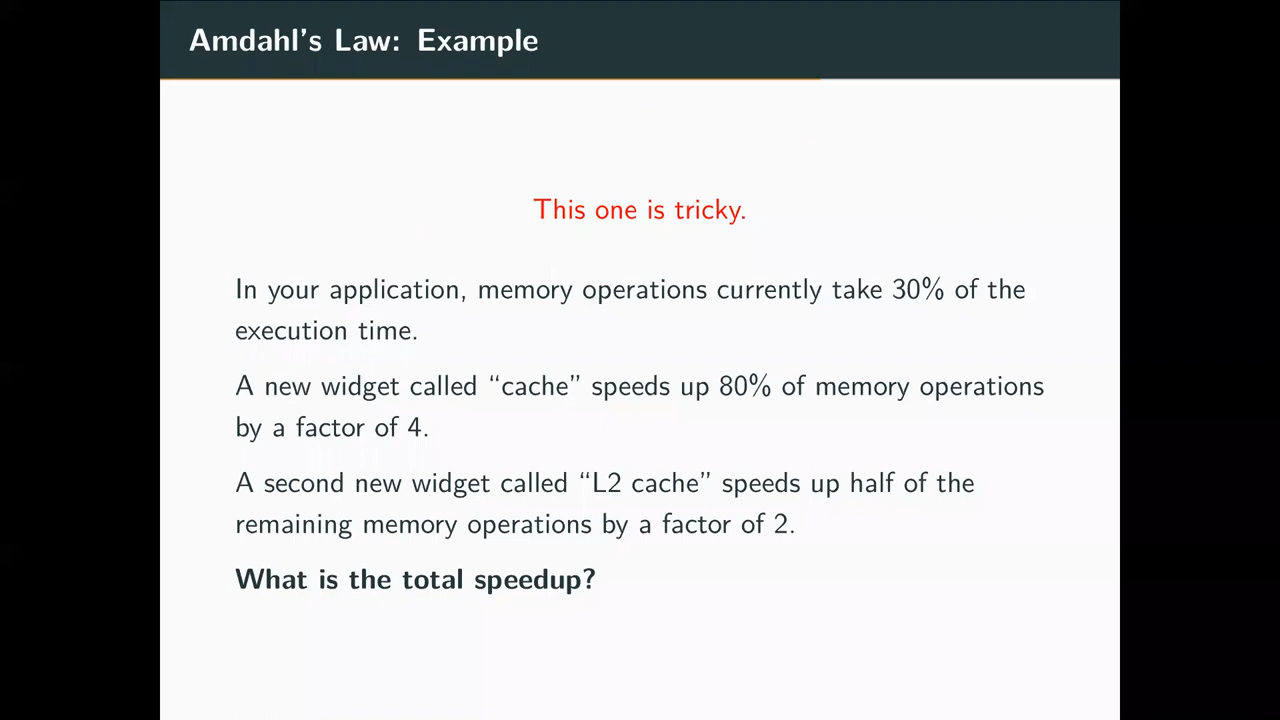 Amdahl's Law: Example
This one is tricky.
In your application, memory operations currently take 30% of the
execution time.
A new widget called “cache” speeds up 80% of memory operations
by a factor of 4.
A second new widget called “L2 cache” speeds up half of the
remaining memory operations by a factor of 2.
What is the total speedup?